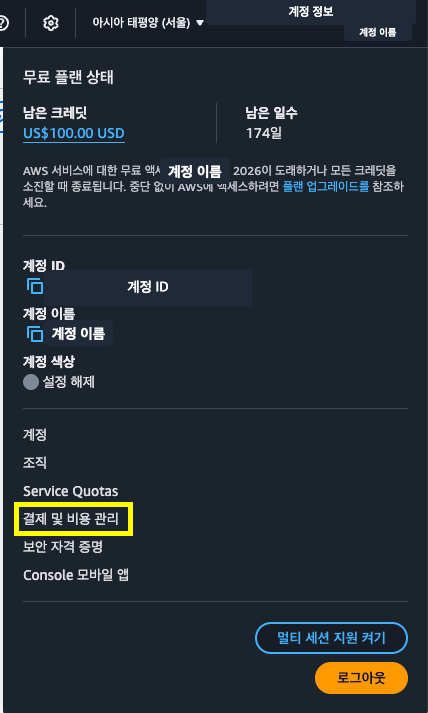 아시아 태평양 (서울) ▼
계정 정보
계정 이름
무료 플랜 상태
남은 크레딧
US$100.00 USD
남은 일수
174일
AWS 서비스에 대한 무료 액세 계정 이름 2026이 도래하거나 모든 크레딧을
소진할 때 종료됩니다. 중단 없이 AWS에 액세스하려면 플랜 업그레이드를 참조하
세요.
계정 ID
계정 ID
계정 이름
계정 이름
계정 색상
설정 해제
계정
조직
Service Quotas
결제 및 비용 관리
보안 자격 증명
Console 모바일 앱
멀티 세션 지원 켜기
로그아웃